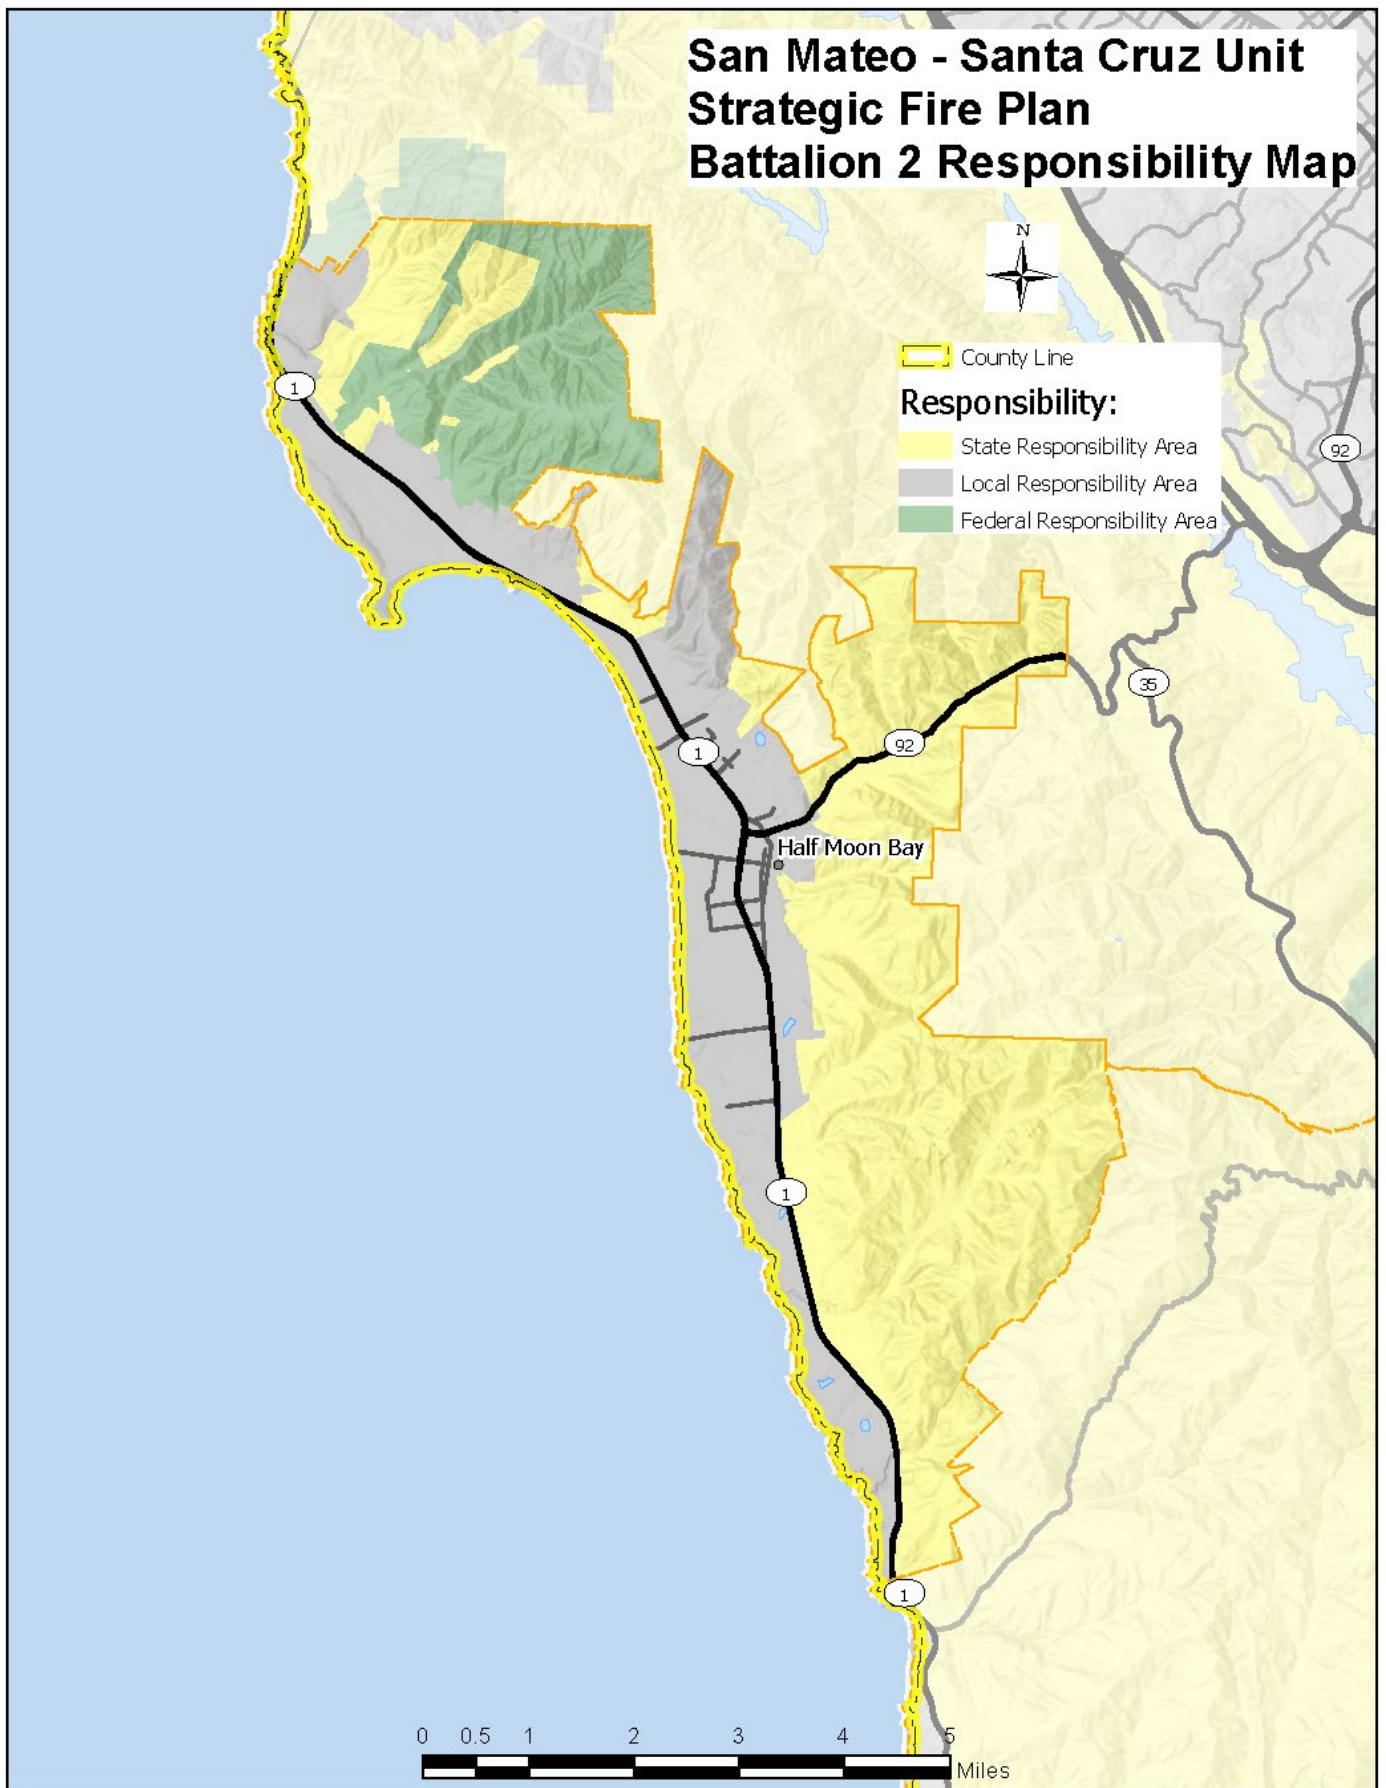 San Mateo - Santa Cruz Unit
Strategic Fire Plan
Battalion 2 Responsibility Map
N
County Line
Responsibility:
State Responsibility Area
Local Responsibility Area
Federal Responsibility Area
1
92
35
1
92
Half Moon Bay
1
1
0 0.5 1 2 3 4 5
Miles